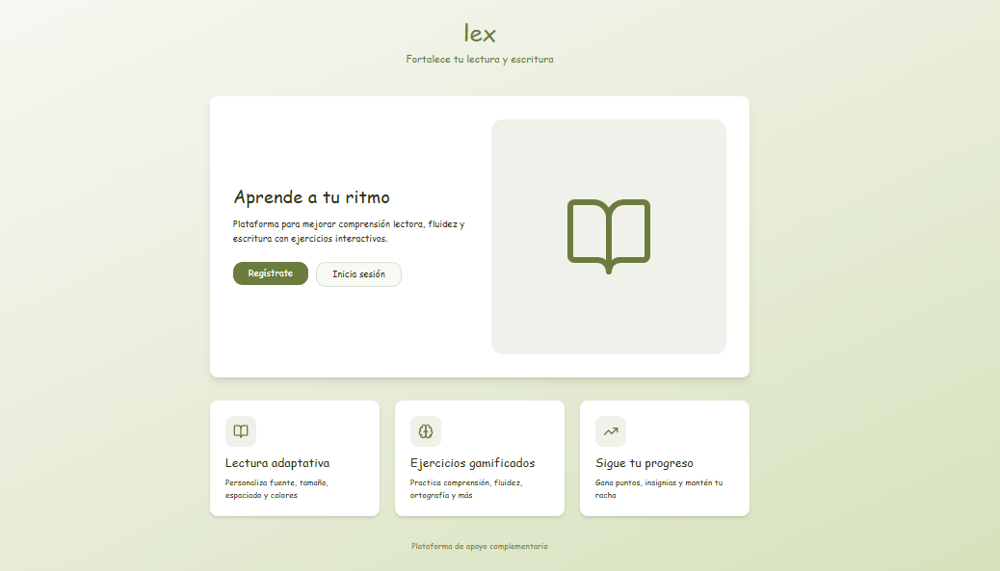 lex
Fortalece tu lectura y escritura
Aprende a tu ritmo
Plataforma para mejorar comprensión lectora, fluidez y
escritura con ejercicios interactivos.
Regístrate
Inicia sesión
Lectura adaptativa
Personaliza fuente, tamaño,
espaciado y colores
Ejercicios gamificados
Practica comprensión, fluidez,
ortografía y más
Sigue tu progreso
Gana puntos, insignias y mantén tu
racha
Plataforma de apoyo complementario